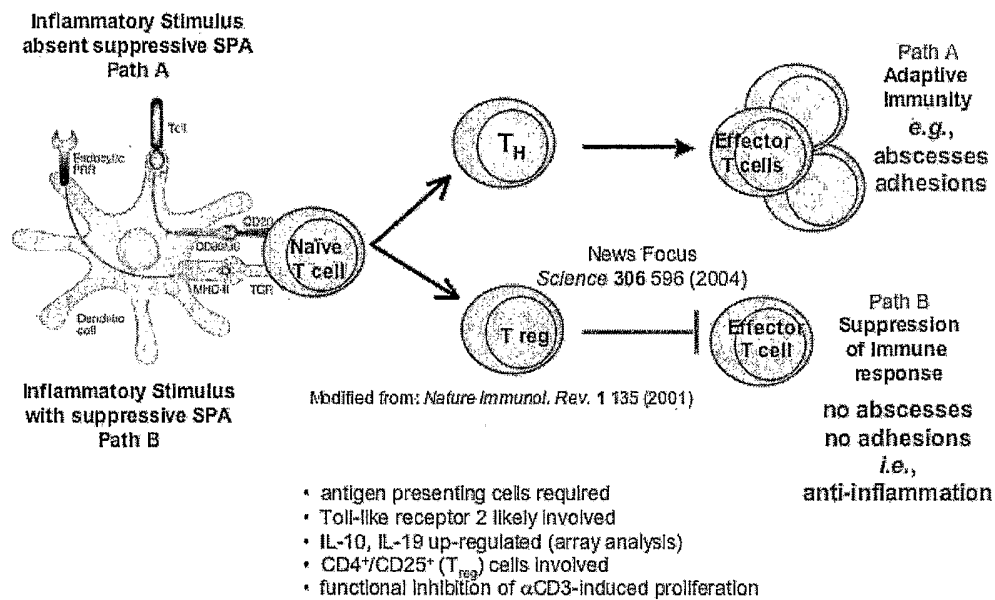 Inflammatory Stimulus
absent suppressive SPA
Path A
Toll
Endocytic
PRR
CD80/86
MHC-II
TCR
Dendritic
cell
Naïve
T cell
T_H
Effector
T cells
Path A
Adaptive
Immunity
e.g.,
abscesses
adhesions
News Focus
Science 306 596 (2004)
T reg
Effector
T cell
Path B
Suppression
of Immune
response
no abscesses
no adhesions
i.e.,
anti-inflammation
Inflammatory Stimulus
with suppressive SPA
Path B
Modified from: Nature Immunol. Rev. 1 135 (2001)
• antigen presenting cells required
• Toll-like receptor 2 likely involved
• IL-10, IL-19 up-regulated (array analysis)
• CD4⁺/CD25⁺ (T_reg) cells involved
• functional inhibition of αCD3-induced proliferation